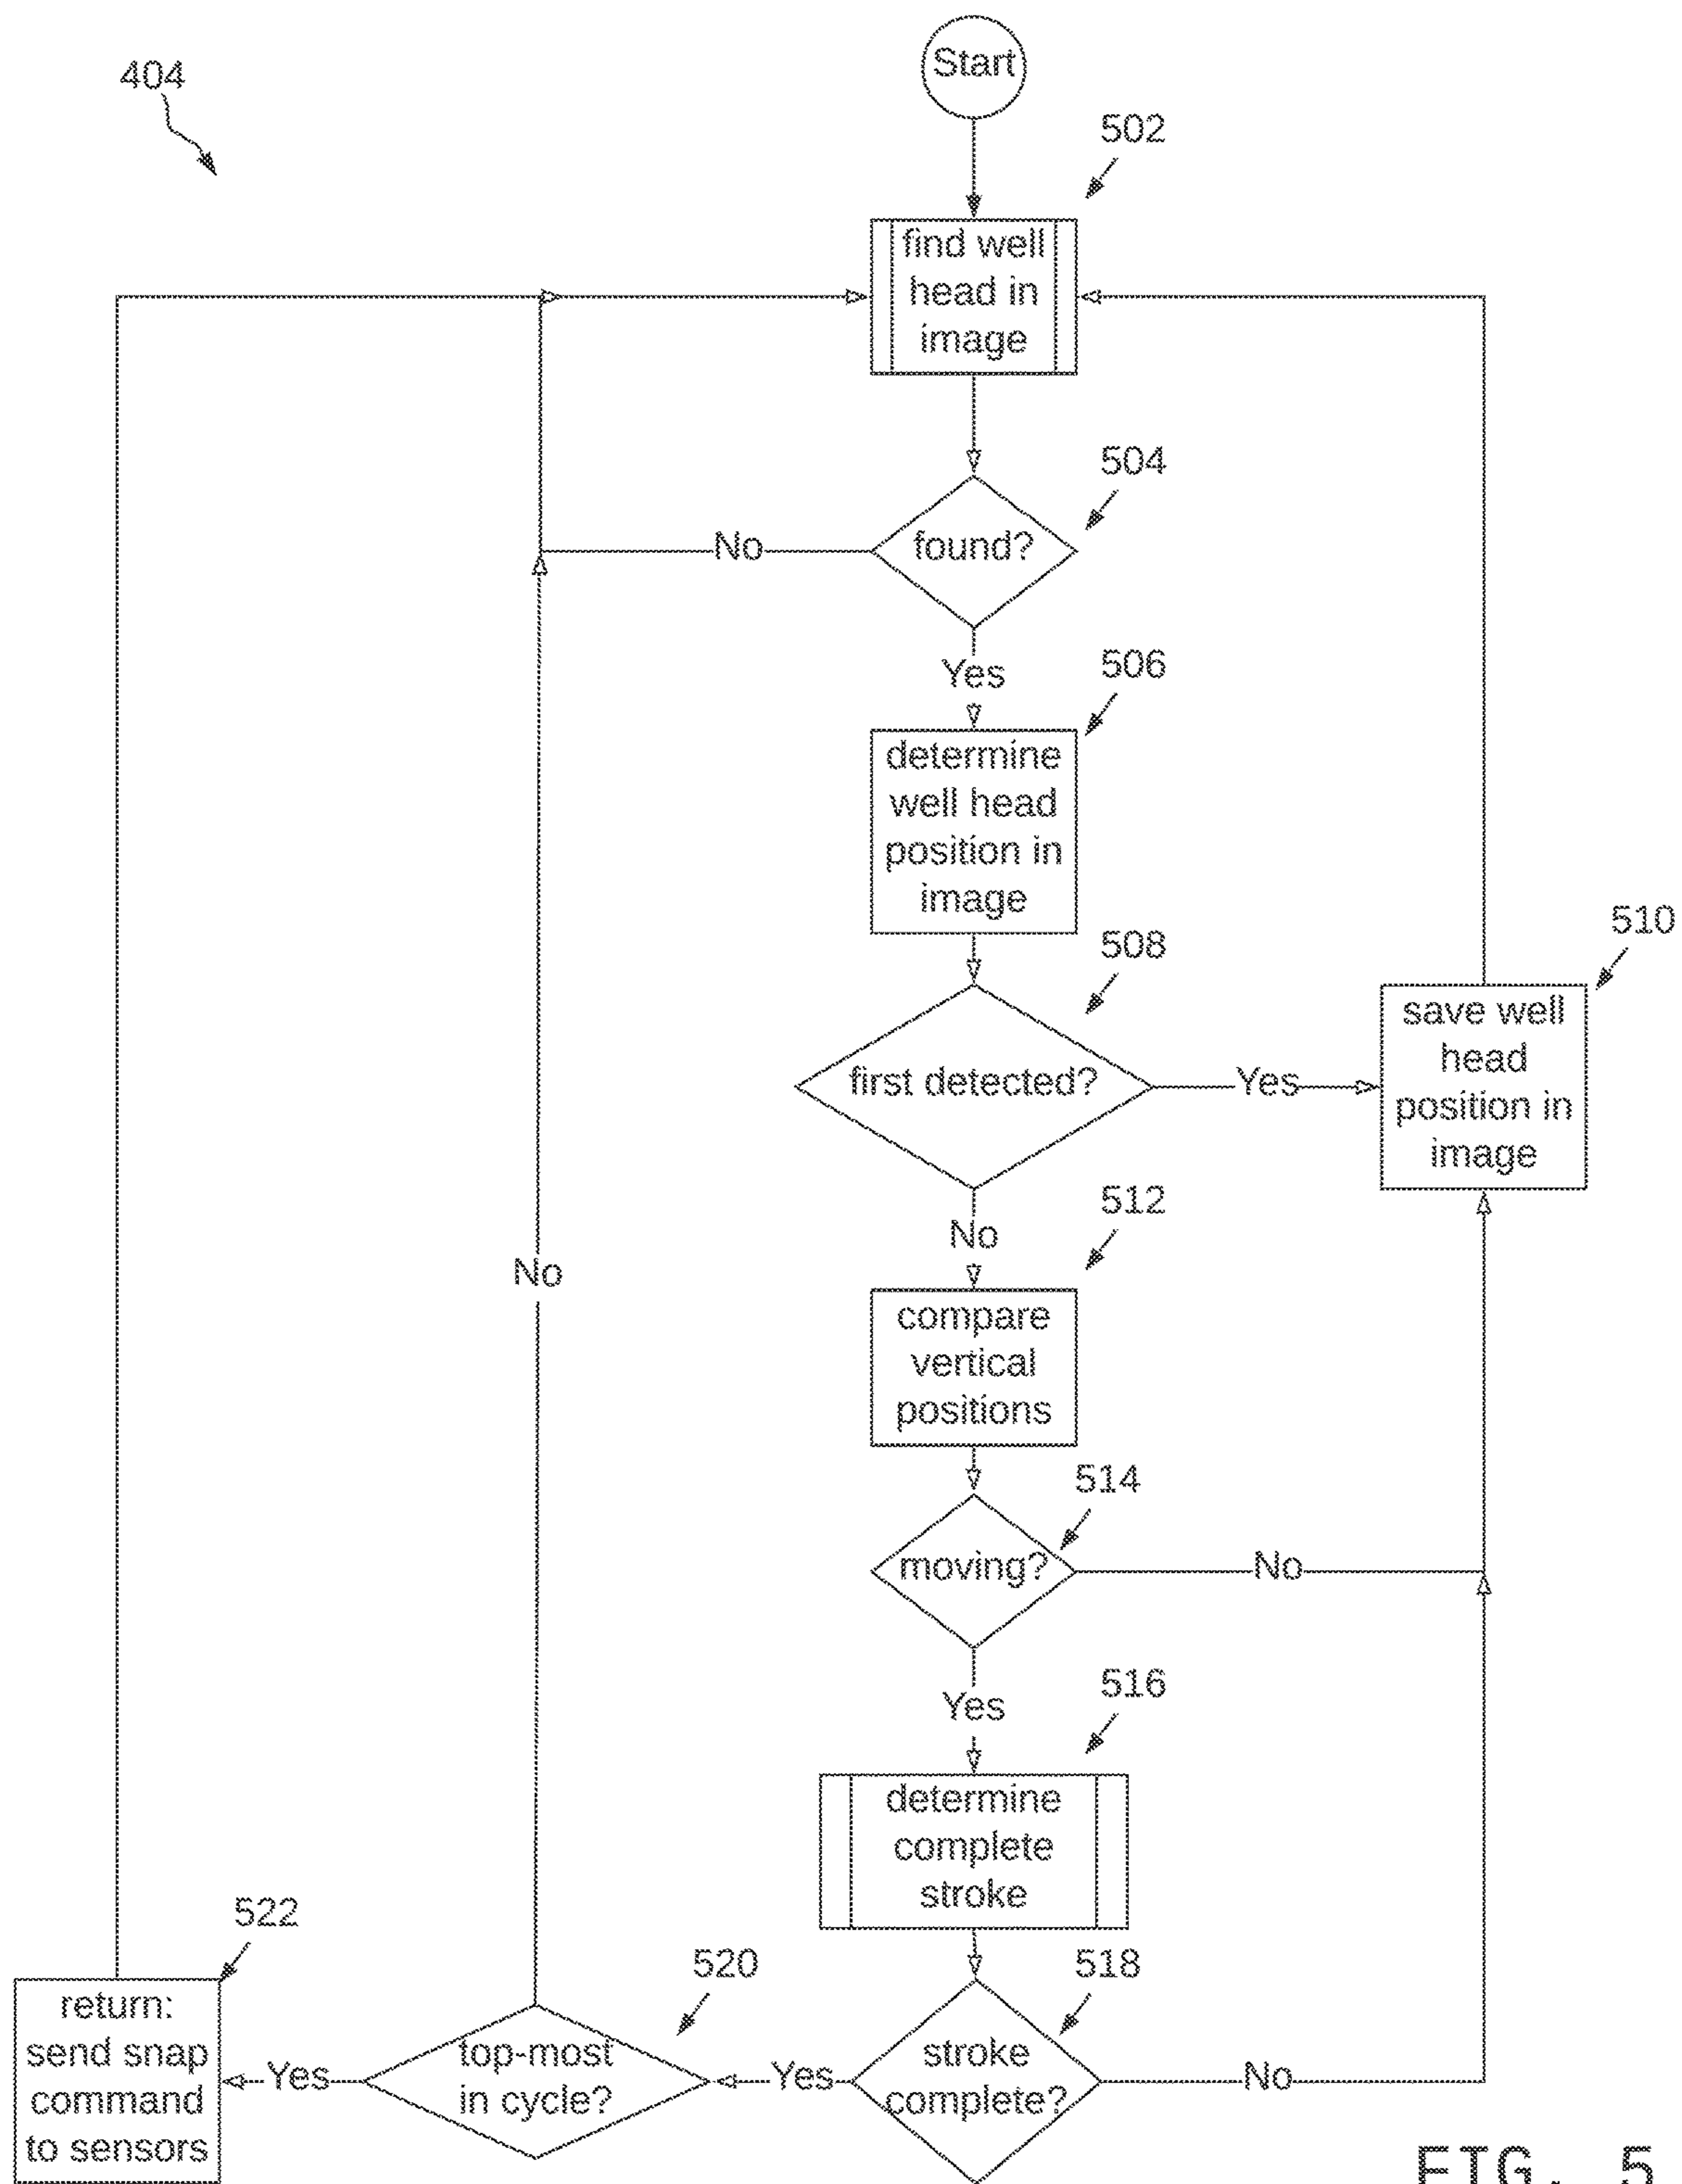 Start
404
502
find well
head in
image
504
found?
No
Yes
506
determine
well head
position in
image
508
510
first detected?
Yes
save well
head
position in
image
No
512
compare
vertical
positions
No
514
moving?
No
Yes
516
determine
complete
stroke
522
520
518
return:
send snap
command
to sensors
Yes
top-most
in cycle?
Yes
stroke
complete?
No
FIG. 5